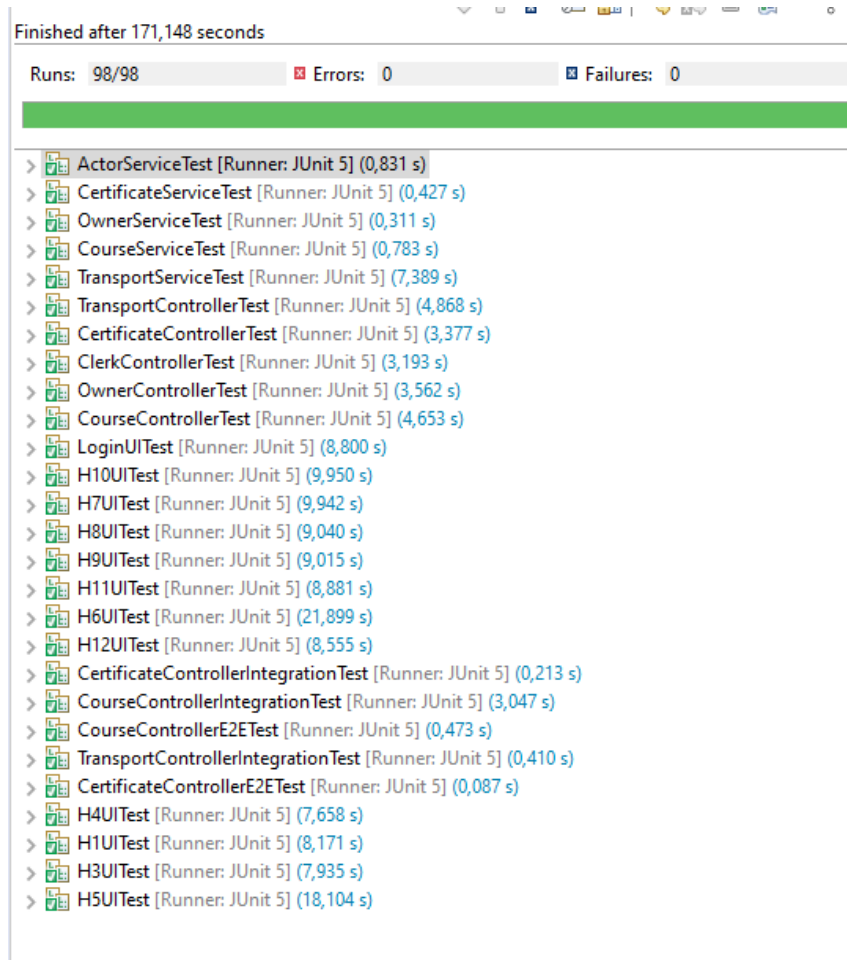 Finished after 171,148 seconds
Runs: 98/98 Errors: 0 Failures: 0
ActorServiceTest [Runner: JUnit 5] (0,831 s)
CertificateServiceTest [Runner: JUnit 5] (0,427 s)
OwnerServiceTest [Runner: JUnit 5] (0,311 s)
CourseServiceTest [Runner: JUnit 5] (0,783 s)
TransportServiceTest [Runner: JUnit 5] (7,389 s)
TransportControllerTest [Runner: JUnit 5] (4,868 s)
CertificateControllerTest [Runner: JUnit 5] (3,377 s)
ClerkControllerTest [Runner: JUnit 5] (3,193 s)
OwnerControllerTest [Runner: JUnit 5] (3,562 s)
CourseControllerTest [Runner: JUnit 5] (4,653 s)
LoginUITest [Runner: JUnit 5] (8,800 s)
H10UITest [Runner: JUnit 5] (9,950 s)
H7UITest [Runner: JUnit 5] (9,942 s)
H8UITest [Runner: JUnit 5] (9,040 s)
H9UITest [Runner: JUnit 5] (9,015 s)
H11UITest [Runner: JUnit 5] (8,881 s)
H6UITest [Runner: JUnit 5] (21,899 s)
H12UITest [Runner: JUnit 5] (8,555 s)
CertificateControllerIntegrationTest [Runner: JUnit 5] (0,213 s)
CourseControllerIntegrationTest [Runner: JUnit 5] (3,047 s)
CourseControllerE2ETest [Runner: JUnit 5] (0,473 s)
TransportControllerIntegrationTest [Runner: JUnit 5] (0,410 s)
CertificateControllerE2ETest [Runner: JUnit 5] (0,087 s)
H4UITest [Runner: JUnit 5] (7,658 s)
H1UITest [Runner: JUnit 5] (8,171 s)
H3UITest [Runner: JUnit 5] (7,935 s)
H5UITest [Runner: JUnit 5] (18,104 s)